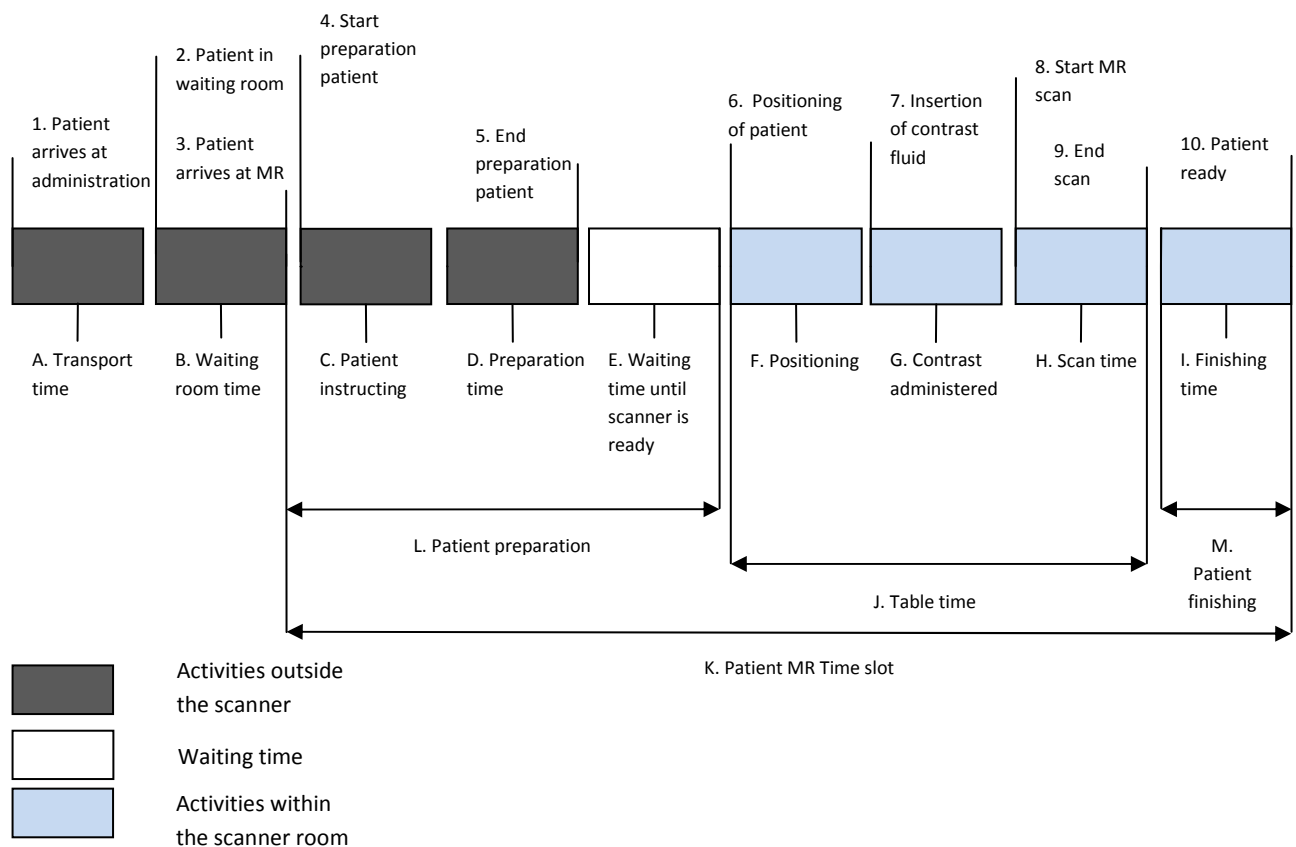 1. Patient
arrives at
administration
2. Patient in
waiting room
3. Patient
arrives at MR
4. Start
preparation
patient
5. End
preparation
patient
6. Positioning
of patient
7. Insertion
of contrast
fluid
8. Start MR
scan
9. End
scan
10. Patient
ready
A. Transport
time
B. Waiting
room time
C. Patient
instructing
D. Preparation
time
E. Waiting
time until
scanner is
ready
F. Positioning
G. Contrast
administered
H. Scan time
I. Finishing
time
L. Patient preparation
J. Table time
M.
Patient
finishing
K. Patient MR Time slot
Activities outside
the scanner
Waiting time
Activities within
the scanner room